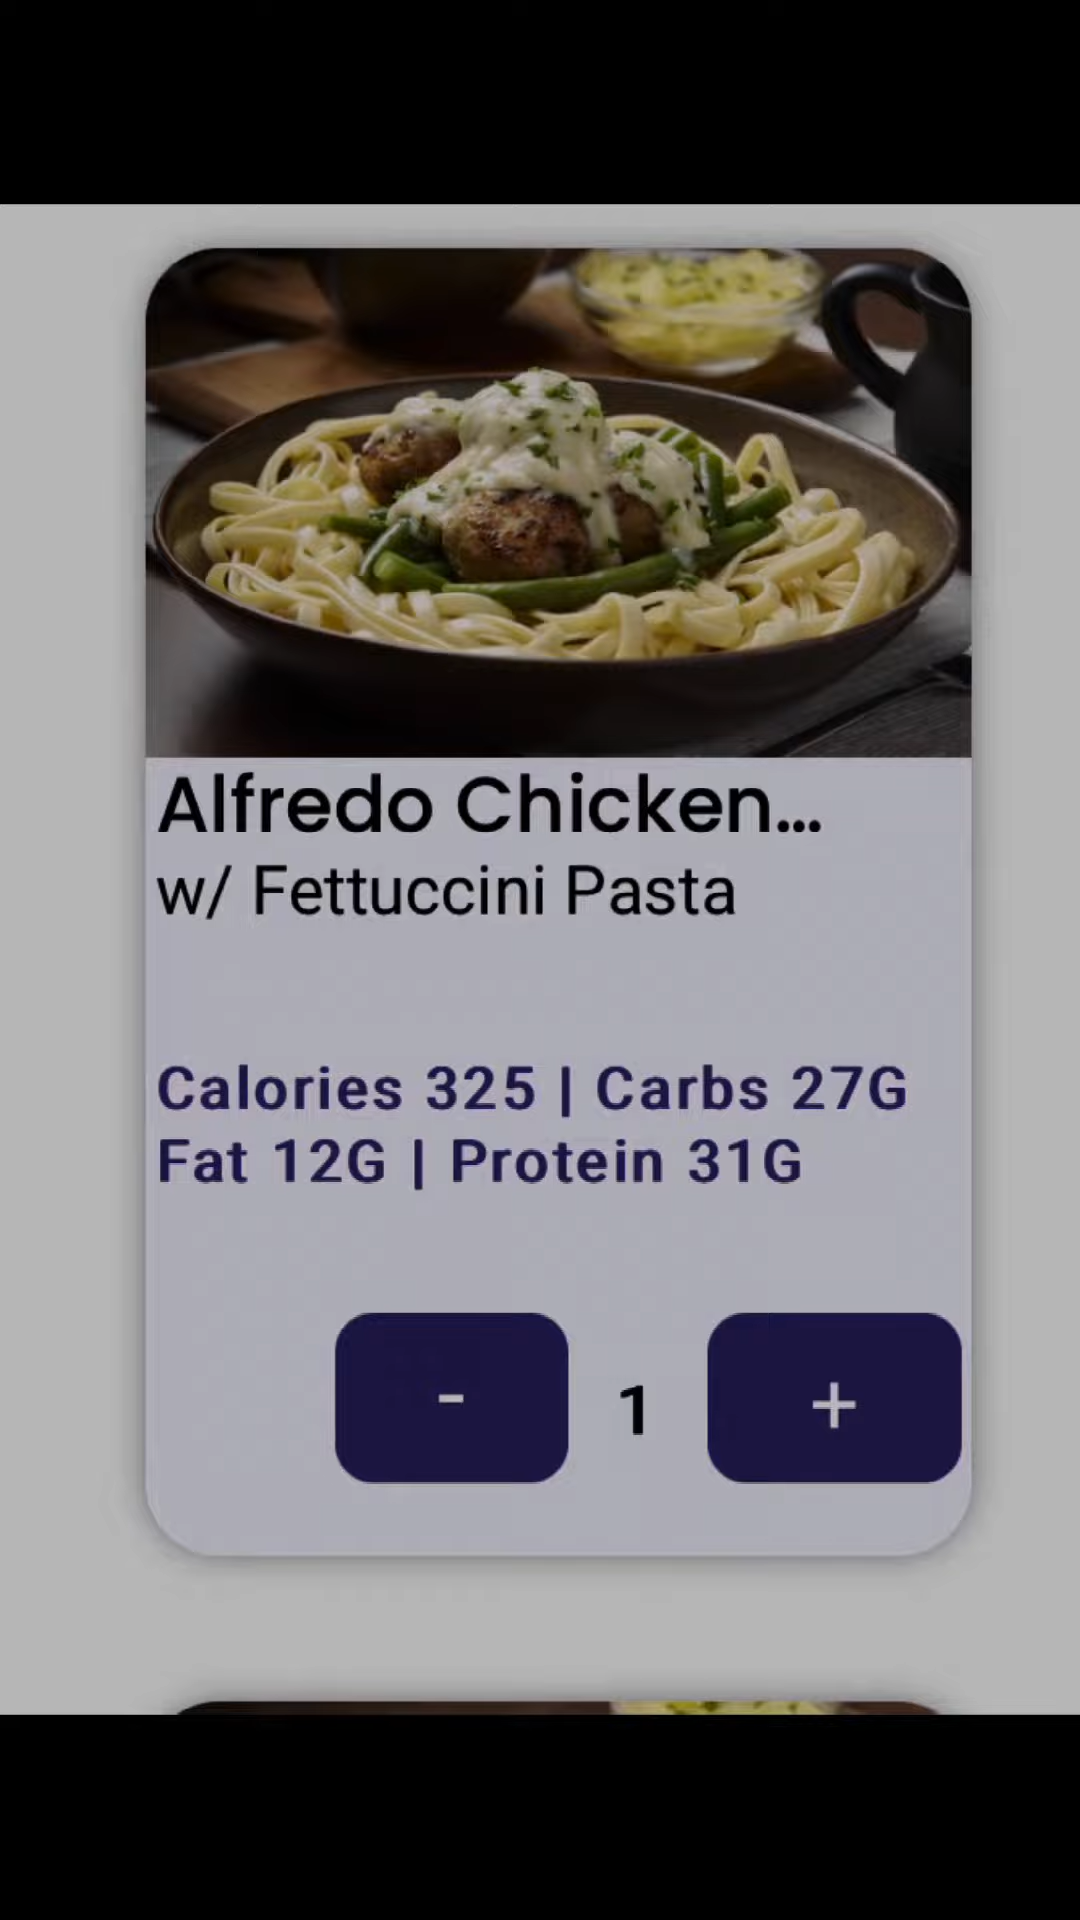 Alfredo Chicken...
w/ Fettuccini Pasta
Calories 325 | Carbs 27G
Fat 12G | Protein 31G
- 1 +